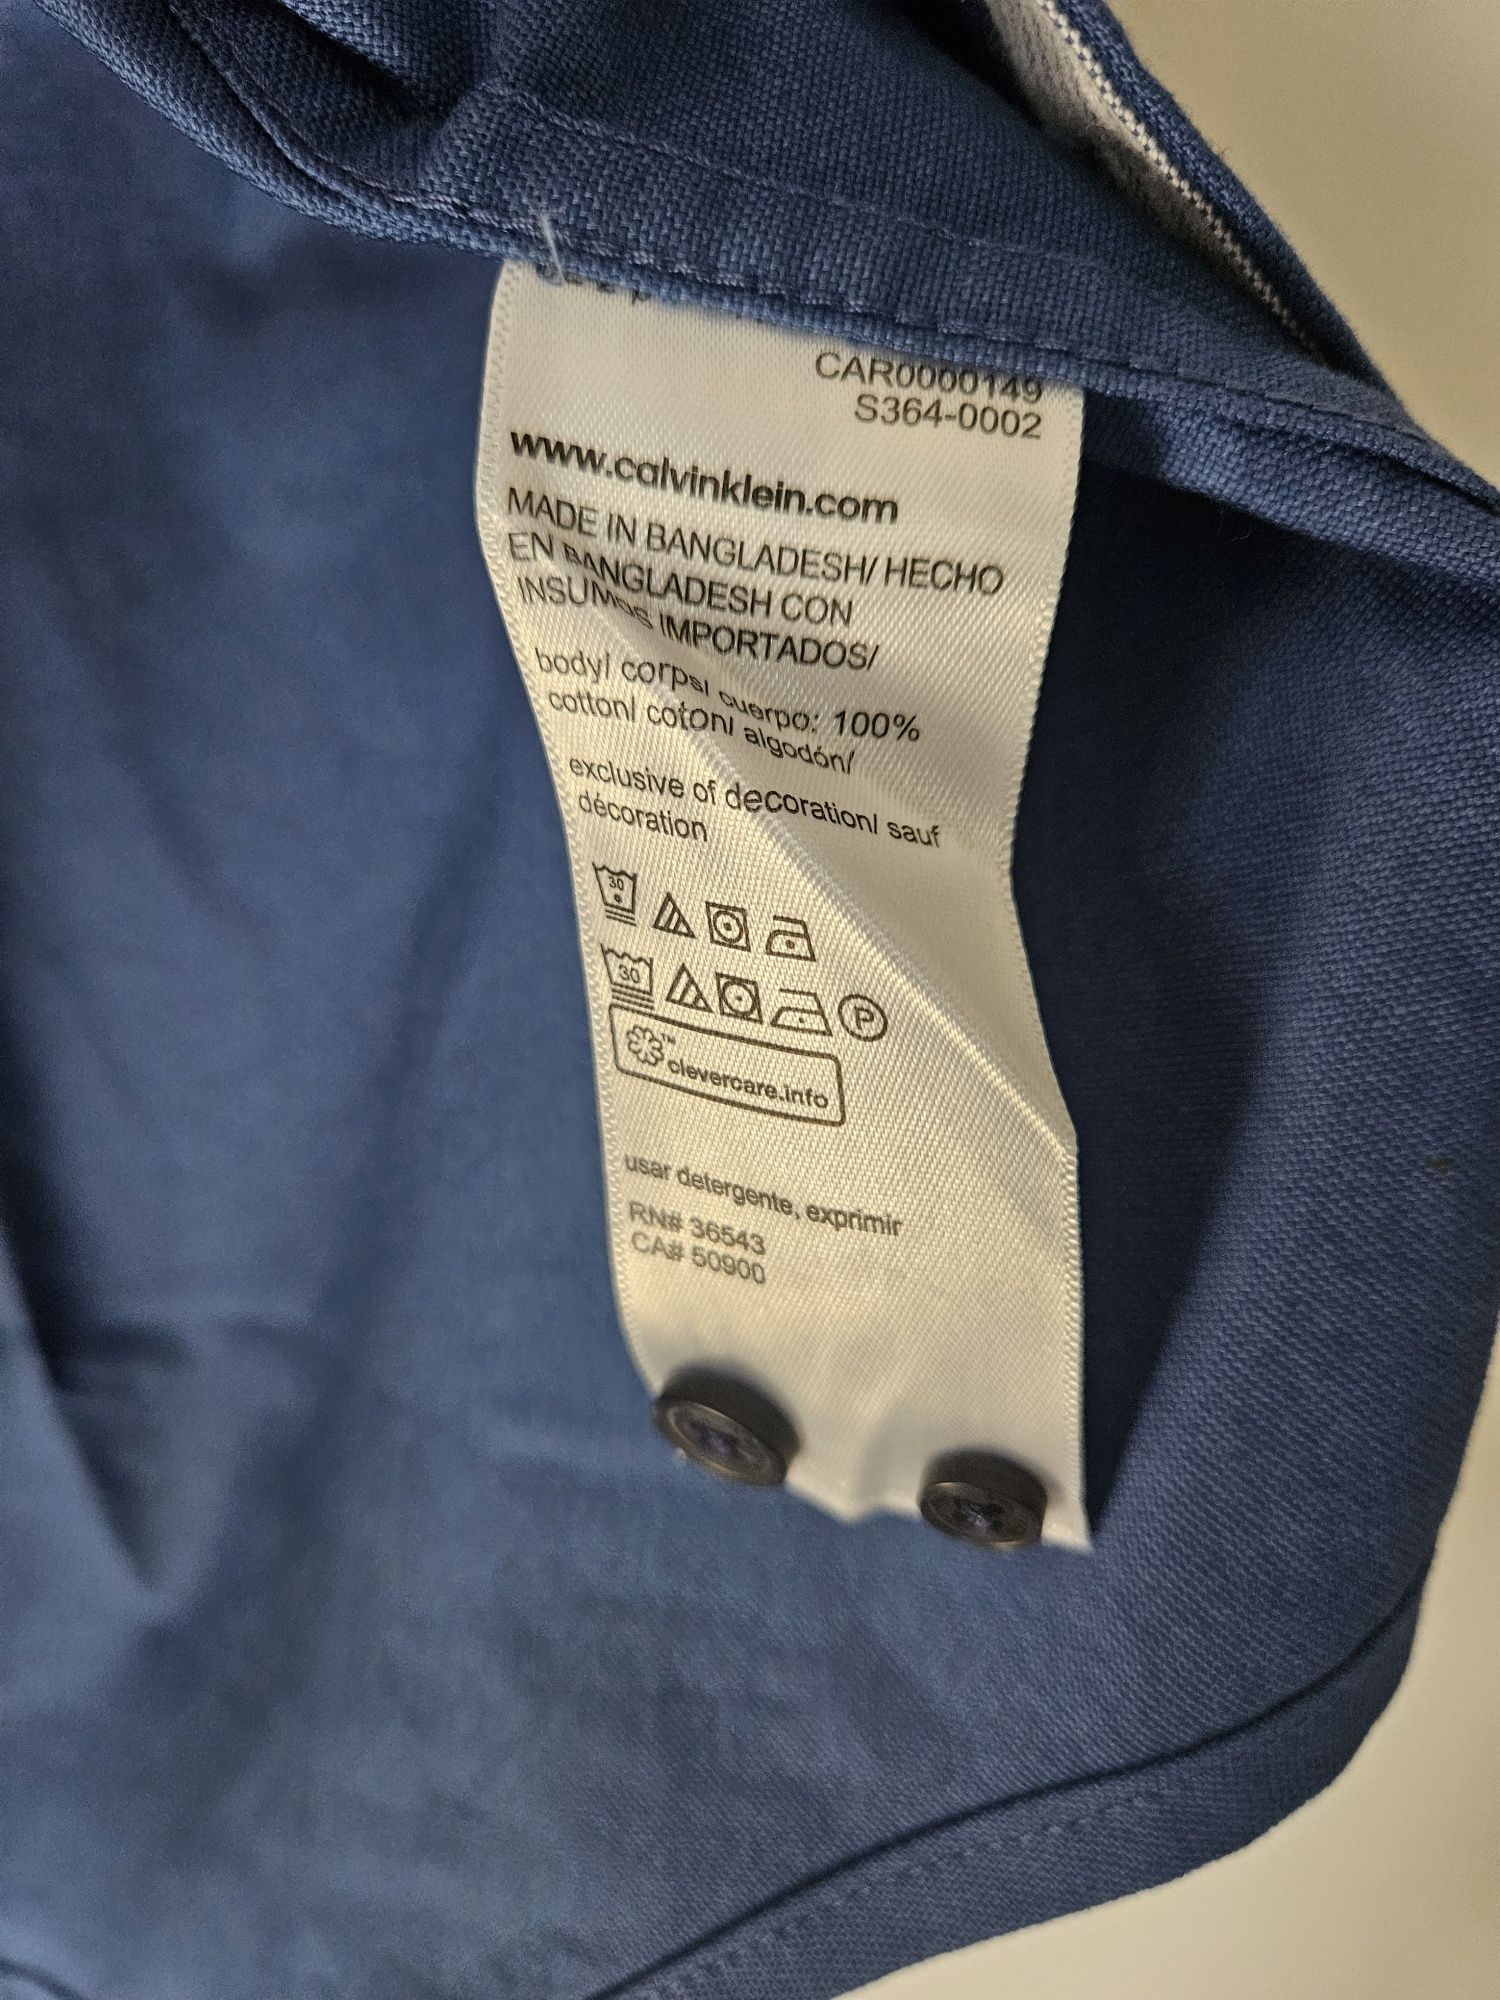 CAR0000149
S364-0002
www.calvinklein.com
MADE IN BANGLADESH/ HECHO
EN BANGLADESH CON
INSUMOS IMPORTADOS/
body/ corps/ cuerpo: 100%
cotton/ coton/ algodón/
exclusive of decoration/ sauf
décoration
30
30 P
™ clevercare.info
usar detergente, exprimir
RN# 36543
CA# 50900